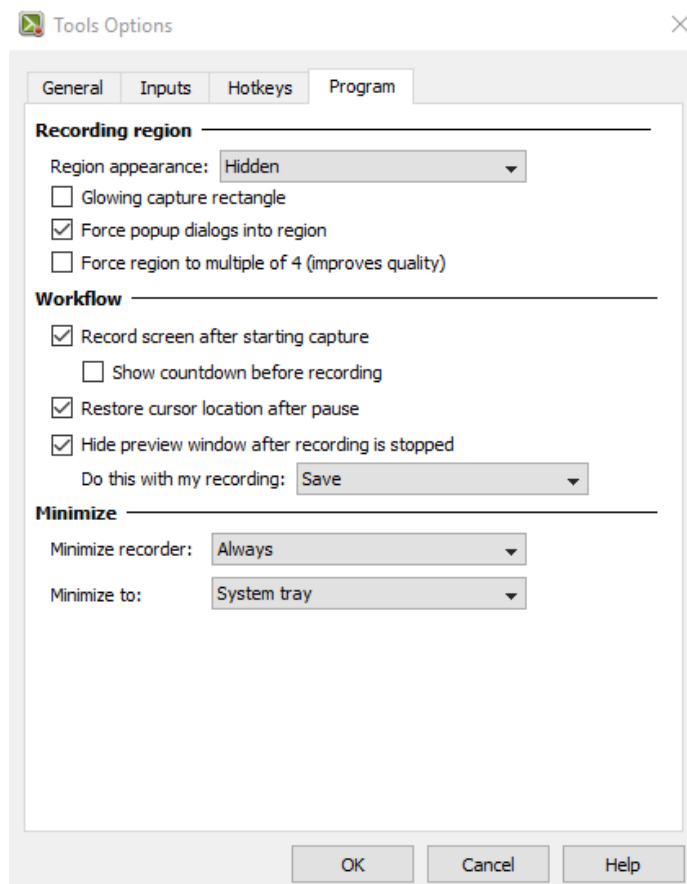 Tools Options
General Inputs Hotkeys Program
Recording region
Region appearance: Hidden
Glowing capture rectangle
Force popup dialogs into region
Force region to multiple of 4 (improves quality)
Workflow
Record screen after starting capture
Show countdown before recording
Restore cursor location after pause
Hide preview window after recording is stopped
Do this with my recording: Save
Minimize
Minimize recorder: Always
Minimize to: System tray
OK Cancel Help